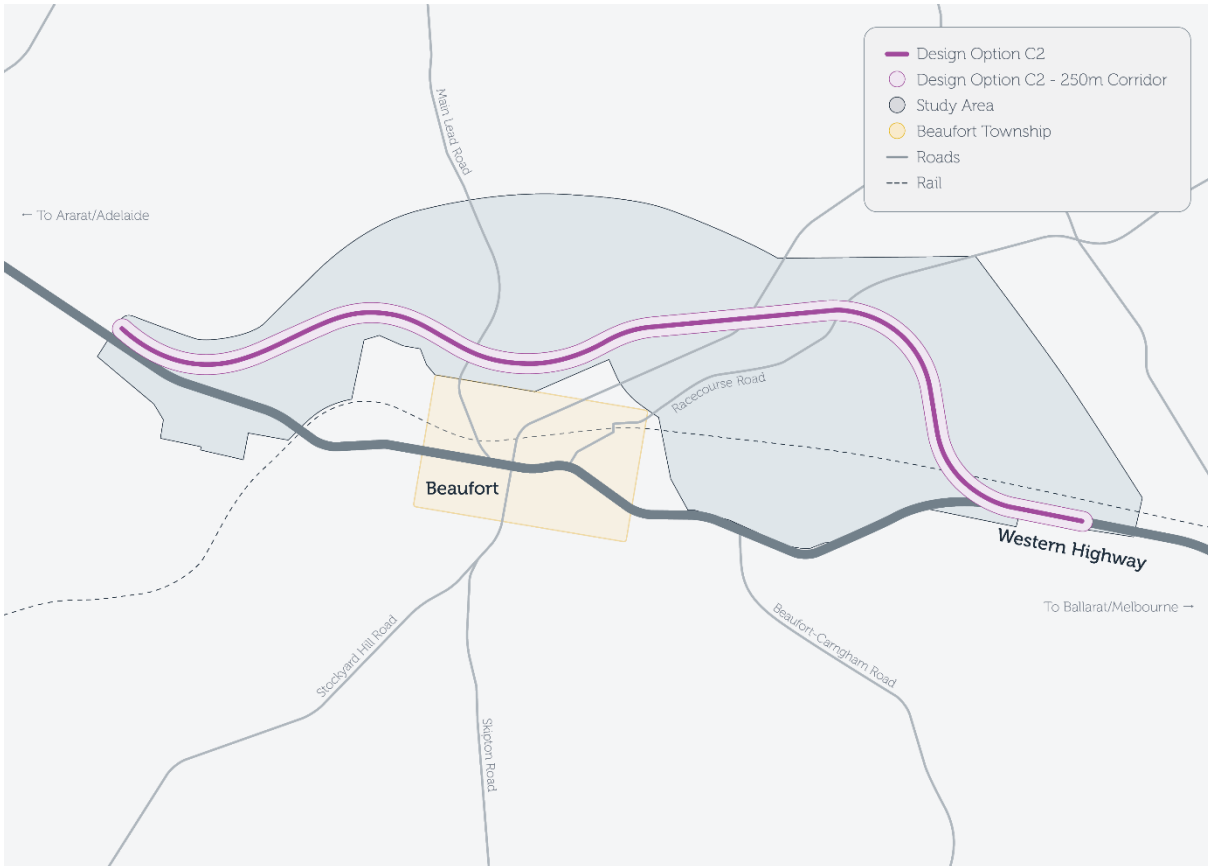 Design Option C2
Design Option C2 - 250m Corridor
Study Area
Beaufort Township
Roads
Rail
Main Lead Road
← To Ararat/Adelaide
Racecourse Road
Beaufort
Western Highway
To Ballarat/Melbourne →
Stockyard Hill Road
Beaufort-Carngham Road
Skipton Road